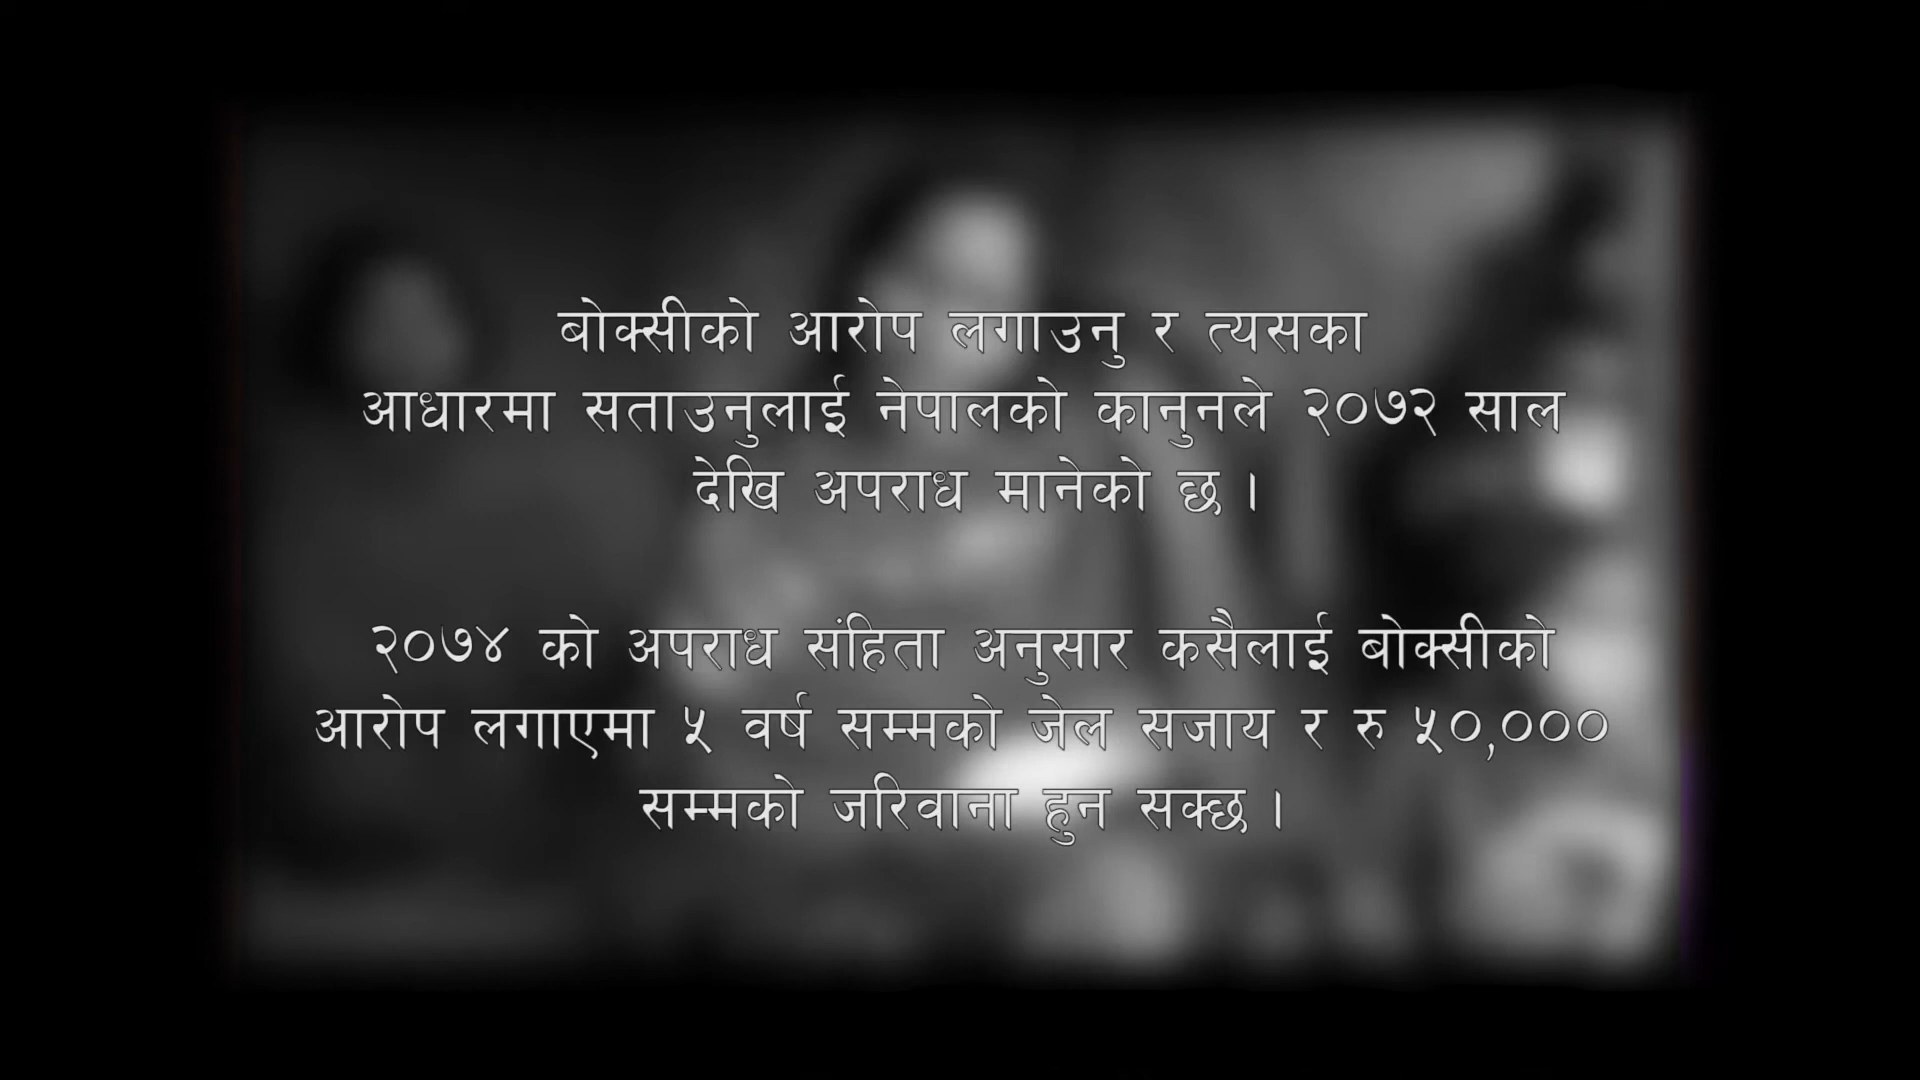 बोक्सीको आरोप लगाउनु र त्यसका
आधारमा सताउनुलाई नेपालको कानुनले २०७२ साल
देखि अपराध मानेको छ ।
२०७४ को अपराध संहिता अनुसार कसैलाई बोक्सीको
आरोप लगाएमा ५ वर्ष सम्मको जेल सजाय र रु ५०,०००
सम्मको जरिवाना हुन सक्छ ।